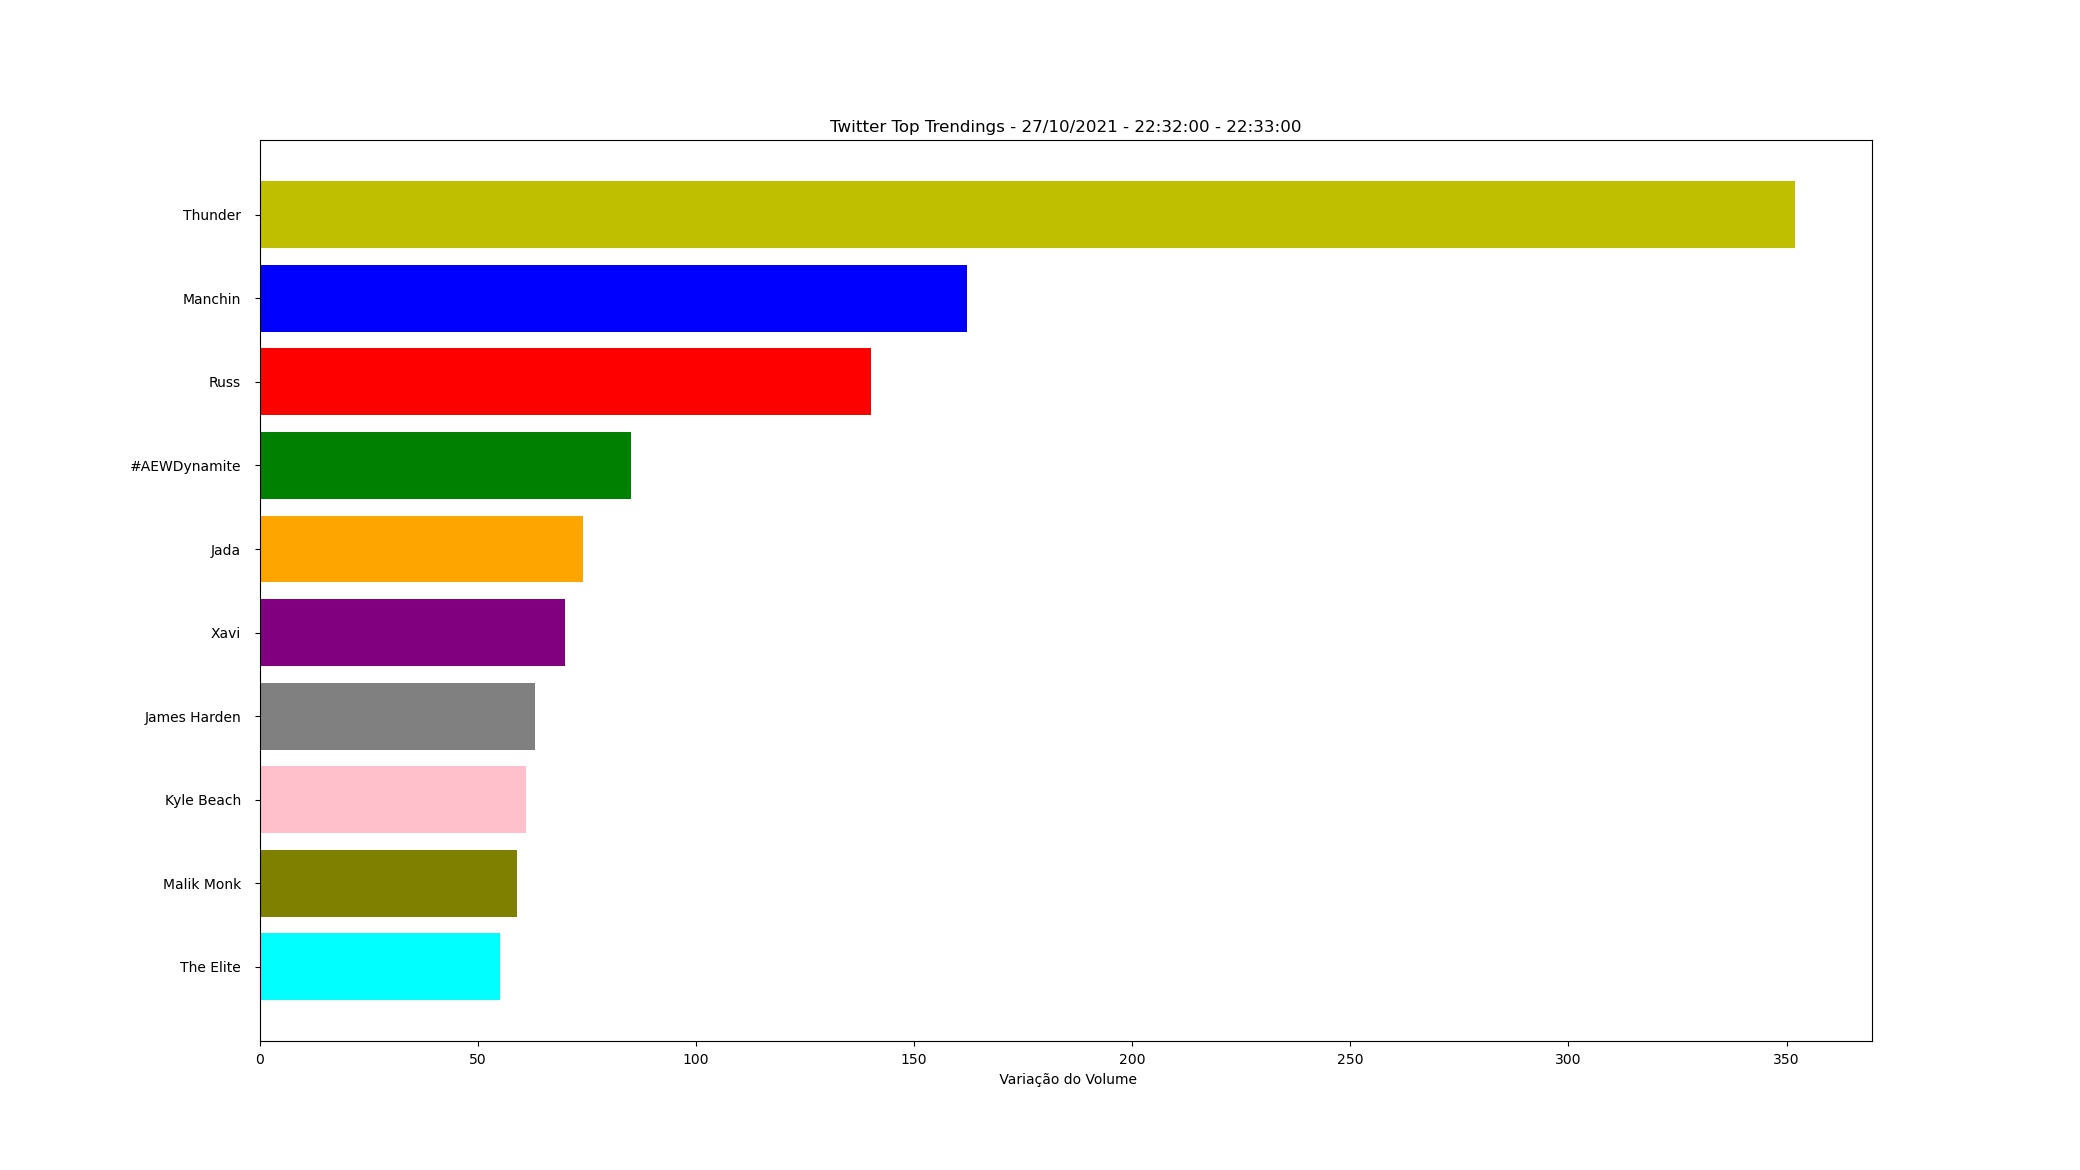 Twitter Top Trendings - 27/10/2021 - 22:32:00 - 22:33:00
Thunder
Manchin
Russ
#AEWDynamite
Jada
Xavi
James Harden
Kyle Beach
Malik Monk
The Elite
0 50 100 150 200 250 300 350
Variação do Volume